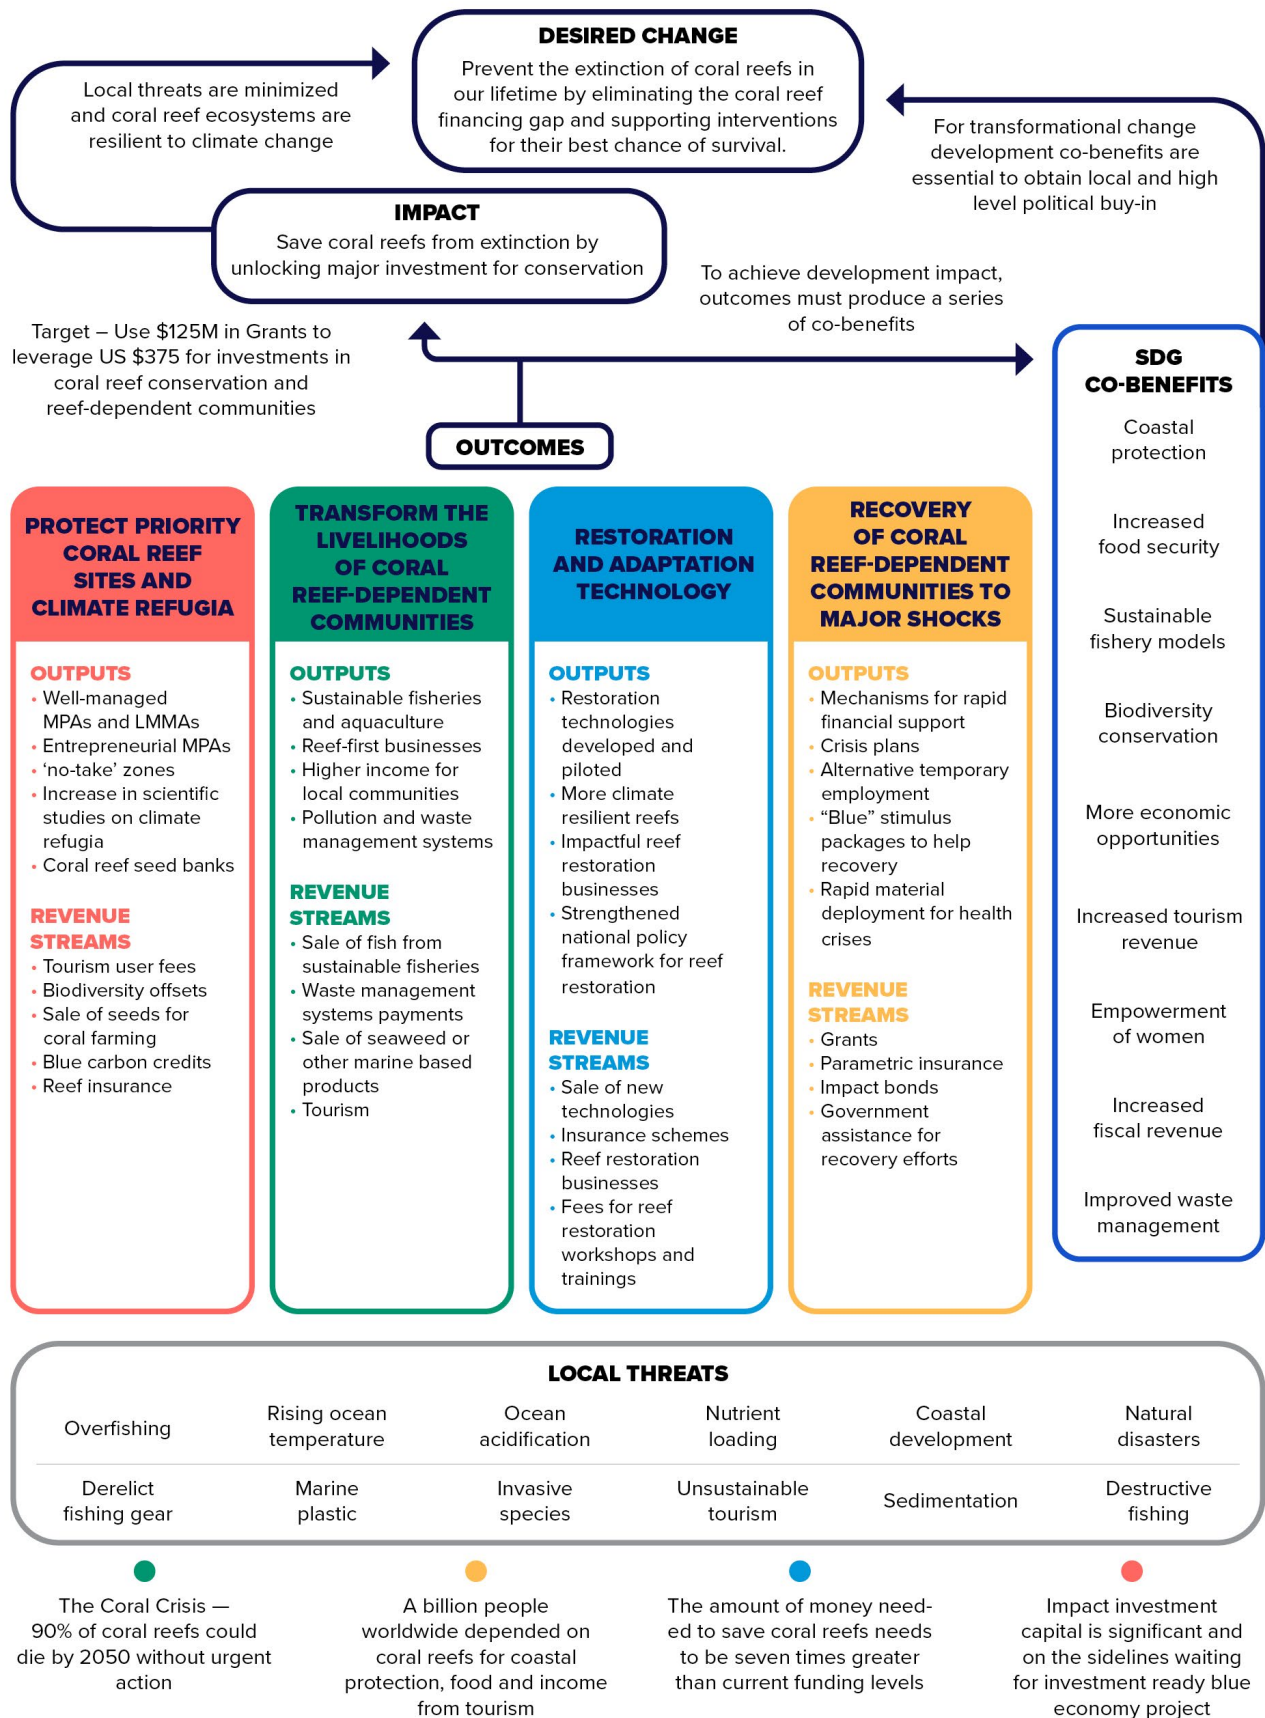 DESIRED CHANGE
Prevent the extinction of coral reefs in
our lifetime by eliminating the coral reef
financing gap and supporting interventions
for their best chance of survival.
Local threats are minimized
and coral reef ecosystems are
resilient to climate change
For transformational change
development co-benefits are
essential to obtain local and high
level political buy-in
IMPACT
Save coral reefs from extinction by
unlocking major investment for conservation
To achieve development impact,
outcomes must produce a series
of co-benefits
Target – Use $125M in Grants to
leverage US $375 for investments in
coral reef conservation and
reef-dependent communities
OUTCOMES
PROTECT PRIORITY
CORAL REEF
SITES AND
CLIMATE REFUGIA
OUTPUTS
• Well-managed
MPAs and LMMAs
• Entrepreneurial MPAs
• ‘no-take’ zones
• Increase in scientific
studies on climate
refugia
• Coral reef seed banks
REVENUE
STREAMS
• Tourism user fees
• Biodiversity offsets
• Sale of seeds for
coral farming
• Blue carbon credits
• Reef insurance
TRANSFORM THE
LIVELIHOODS
OF CORAL
REEF-DEPENDENT
COMMUNITIES
OUTPUTS
• Sustainable fisheries
and aquaculture
• Reef-first businesses
• Higher income for
local communities
• Pollution and waste
management systems
REVENUE
STREAMS
• Sale of fish from
sustainable fisheries
• Waste management
systems payments
• Sale of seaweed or
other marine based
products
• Tourism
RESTORATION
AND ADAPTATION
TECHNOLOGY
OUTPUTS
• Restoration
technologies
developed and
piloted
• More climate
resilient reefs
• Impactful reef
restoration
businesses
• Strengthened
national policy
framework for reef
restoration
REVENUE
STREAMS
• Sale of new
technologies
• Insurance schemes
• Reef restoration
businesses
• Fees for reef
restoration
workshops and
trainings
RECOVERY
OF CORAL
REEF-DEPENDENT
COMMUNITIES TO
MAJOR SHOCKS
OUTPUTS
• Mechanisms for rapid
financial support
• Crisis plans
• Alternative temporary
employment
• “Blue” stimulus
packages to help
recovery
• Rapid material
deployment for health
crises
REVENUE
STREAMS
• Grants
• Parametric insurance
• Impact bonds
• Government
assistance for
recovery efforts
SDG
CO-BENEFITS
Coastal
protection
Increased
food security
Sustainable
fishery models
Biodiversity
conservation
More economic
opportunities
Increased tourism
revenue
Empowerment
of women
Increased
fiscal revenue
Improved waste
management
LOCAL THREATS
Overfishing
Rising ocean
temperature
Ocean
acidification
Nutrient
loading
Coastal
development
Natural
disasters
Derelict
fishing gear
Marine
plastic
Invasive
species
Unsustainable
tourism
Sedimentation
Destructive
fishing
The Coral Crisis —
90% of coral reefs could
die by 2050 without urgent
action
A billion people
worldwide depended on
coral reefs for coastal
protection, food and income
from tourism
The amount of money need-
ed to save coral reefs needs
to be seven times greater
than current funding levels
Impact investment
capital is significant and
on the sidelines waiting
for investment ready blue
economy project